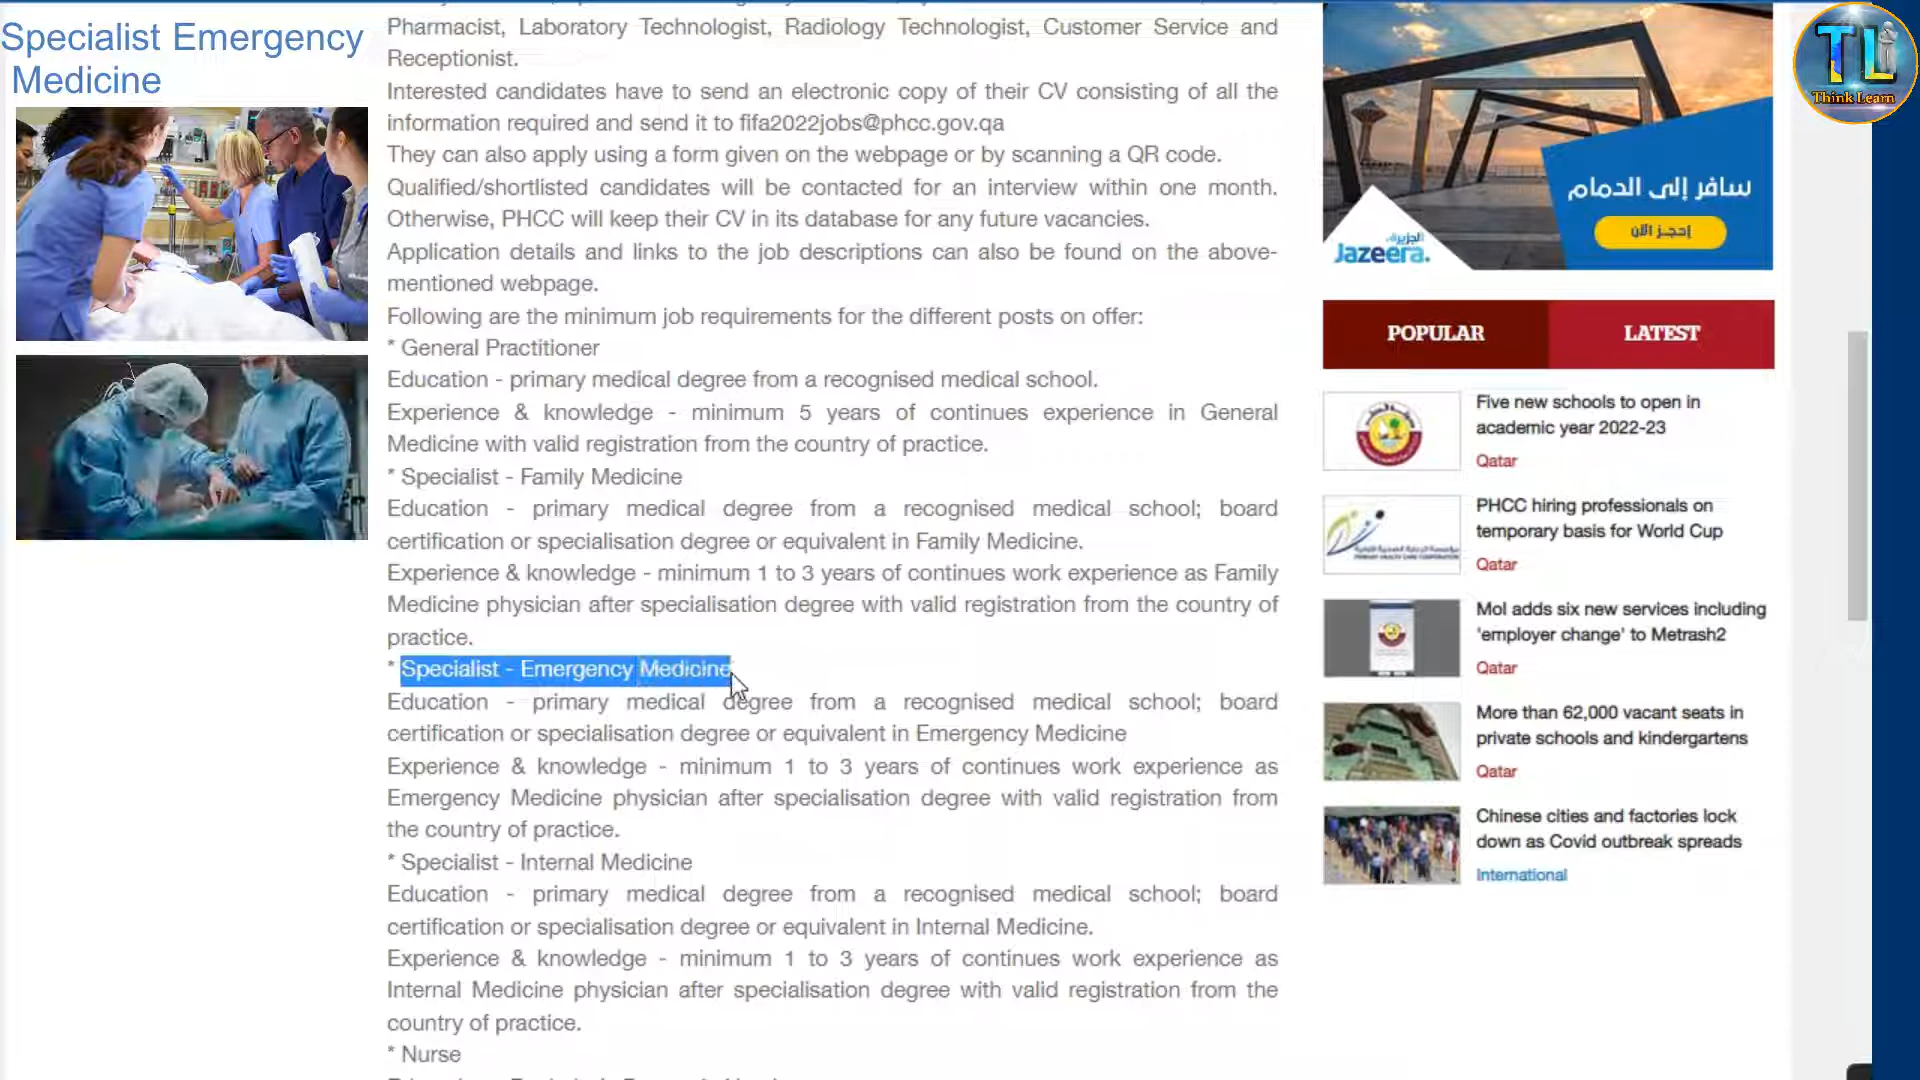 Specialist Emergency
Medicine
Pharmacist, Laboratory Technologist, Radiology Technologist, Customer Service and
Receptionist.
Interested candidates have to send an electronic copy of their CV consisting of all the
information required and send it to fifa2022jobs@phcc.gov.qa
They can also apply using a form given on the webpage or by scanning a QR code.
Qualified/shortlisted candidates will be contacted for an interview within one month.
Otherwise, PHCC will keep their CV in its database for any future vacancies.
Application details and links to the job descriptions can also be found on the above-
mentioned webpage.
Following are the minimum job requirements for the different posts on offer:
* General Practitioner
Education - primary medical degree from a recognised medical school.
Experience & knowledge - minimum 5 years of continues experience in General
Medicine with valid registration from the country of practice.
* Specialist - Family Medicine
Education - primary medical degree from a recognised medical school; board
certification or specialisation degree or equivalent in Family Medicine.
Experience & knowledge - minimum 1 to 3 years of continues work experience as Family
Medicine physician after specialisation degree with valid registration from the country of
practice.
* Specialist - Emergency Medicine
Education - primary medical degree from a recognised medical school; board
certification or specialisation degree or equivalent in Emergency Medicine
Experience & knowledge - minimum 1 to 3 years of continues work experience as
Emergency Medicine physician after specialisation degree with valid registration from
the country of practice.
* Specialist - Internal Medicine
Education - primary medical degree from a recognised medical school; board
certification or specialisation degree or equivalent in Internal Medicine.
Experience & knowledge - minimum 1 to 3 years of continues work experience as
Internal Medicine physician after specialisation degree with valid registration from the
country of practice.
* Nurse
سافر إلى الدمام
إحجز الآن
الجزيرة
Jazeera.
TL
Think Learn
POPULAR
LATEST
Five new schools to open in
academic year 2022-23
Qatar
PHCC hiring professionals on
temporary basis for World Cup
Qatar
MoI adds six new services including
'employer change' to Metrash2
Qatar
More than 62,000 vacant seats in
private schools and kindergartens
Qatar
Chinese cities and factories lock
down as Covid outbreak spreads
International